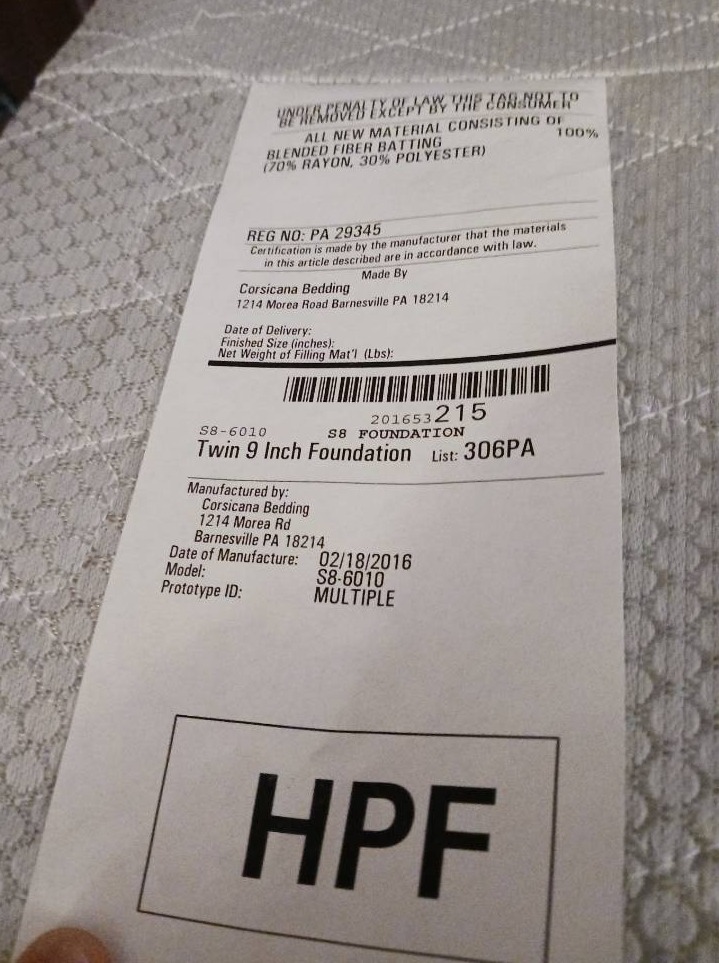 UNDER PENALTY OF LAW THIS TAG NOT TO
BE REMOVED EXCEPT BY THE CONSUMER
ALL NEW MATERIAL CONSISTING OF
100%
BLENDED FIBER BATTING
(70% RAYON, 30% POLYESTER)
REG NO: PA 29345
Certification is made by the manufacturer that the materials
in this article described are in accordance with law.
Made By
Corsicana Bedding
1214 Morea Road Barnesville PA 18214
Date of Delivery:
Finished Size (inches):
Net Weight of Filling Mat'l (Lbs):
201653215
S8-6010 S8 FOUNDATION
Twin 9 Inch Foundation List: 306PA
Manufactured by:
Corsicana Bedding
1214 Morea Rd
Barnesville PA 18214
Date of Manufacture: 02/18/2016
Model: S8-6010
Prototype ID: MULTIPLE
HPF